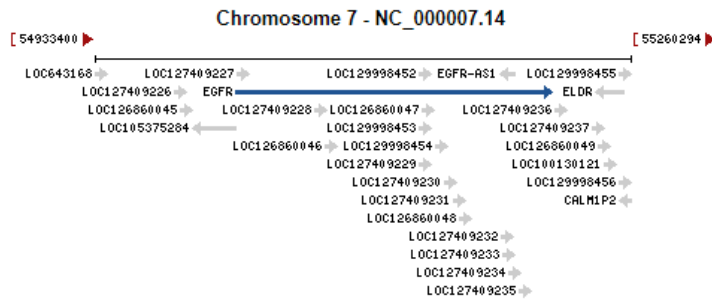 Chromosome 7 - NC_000007.14
[ 54933400 55260294 ]
LOC643168 LOC127409227 LOC129998452 EGFR-AS1 LOC129998455
LOC127409226 EGFR ELDR
LOC126860045 LOC127409228 LOC126860047 LOC127409236
LOC105375284 LOC129998453 LOC127409237
LOC126860046 LOC129998454 LOC126860049
LOC127409229 LOC100130121
LOC127409230 LOC129998456
LOC127409231 CALM1P2
LOC126860048
LOC127409232
LOC127409233
LOC127409234
LOC127409235